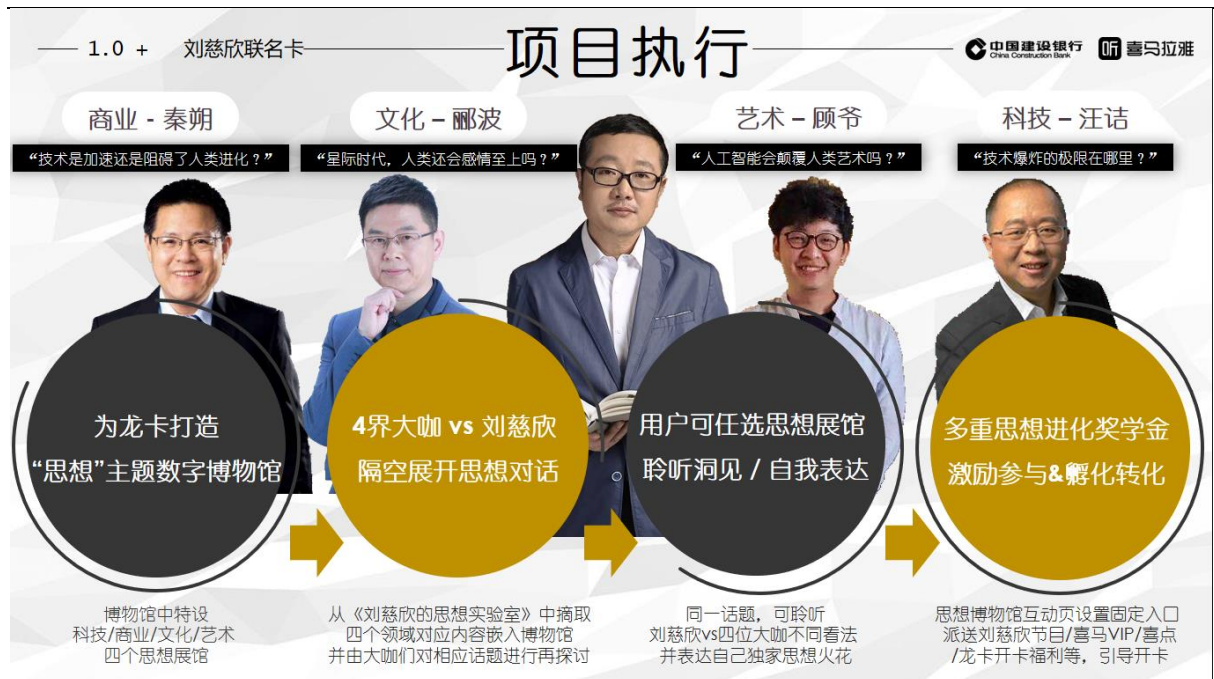 1.0 + 刘慈欣联名卡
项目执行
中国建设银行
China Construction Bank
听 喜马拉雅
商业 - 秦朔
“技术是加速还是阻碍了人类进化？”
文化 – 郦波
“星际时代，人类还会感情至上吗？”
艺术 – 顾爷
“人工智能会颠覆人类艺术吗？”
科技 – 汪诘
“技术爆炸的极限在哪里？”
为龙卡打造
“思想”主题数字博物馆
4界大咖 vs 刘慈欣
隔空展开思想对话
用户可任选思想展馆
聆听洞见 / 自我表达
多重思想进化奖学金
激励参与&孵化转化
博物馆中特设
科技/商业/文化/艺术
四个思想展馆
从《刘慈欣的思想实验室》中摘取
四个领域对应内容嵌入博物馆
并由大咖们对相应话题进行再探讨
同一话题，可聆听
刘慈欣vs四位大咖不同看法
并表达自己独家思想火花
思想博物馆互动页设置固定入口
派送刘慈欣节目/喜马VIP/喜点
/龙卡开卡福利等，引导开卡